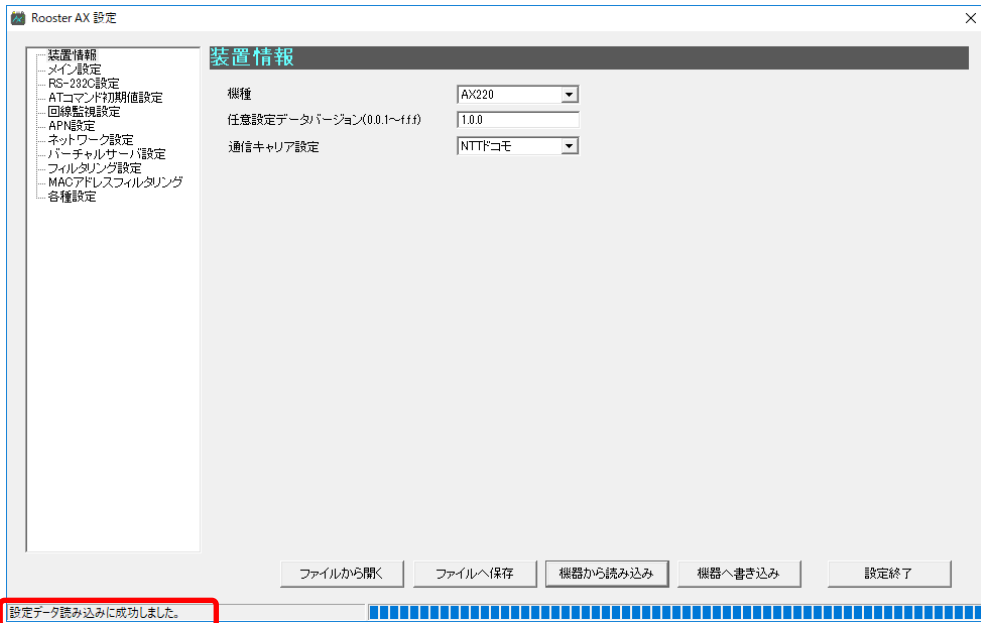 Rooster AX 設定
装置情報
メイン設定
RS-232C設定
ATコマンド初期値設定
回線監視設定
APN設定
ネットワーク設定
バーチャルサーバ設定
フィルタリング設定
MACアドレスフィルタリング
各種設定
装置情報
機種 AX220
任意設定データバージョン(0.0.1～f.f.f) 1.0.0
通信キャリア設定 NTTドコモ
ファイルから開く ファイルへ保存 機器から読み込み 機器へ書き込み 設定終了
設定データ読み込みに成功しました。